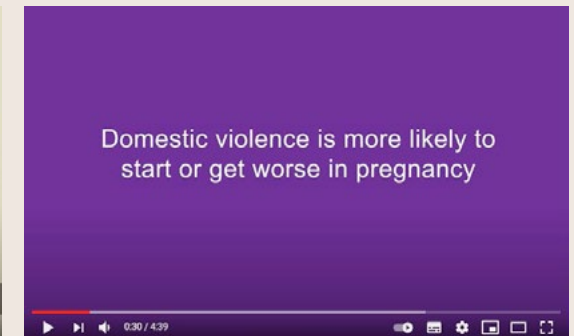 Domestic violence is more likely to
start or get worse in pregnancy
0:30 / 4:39